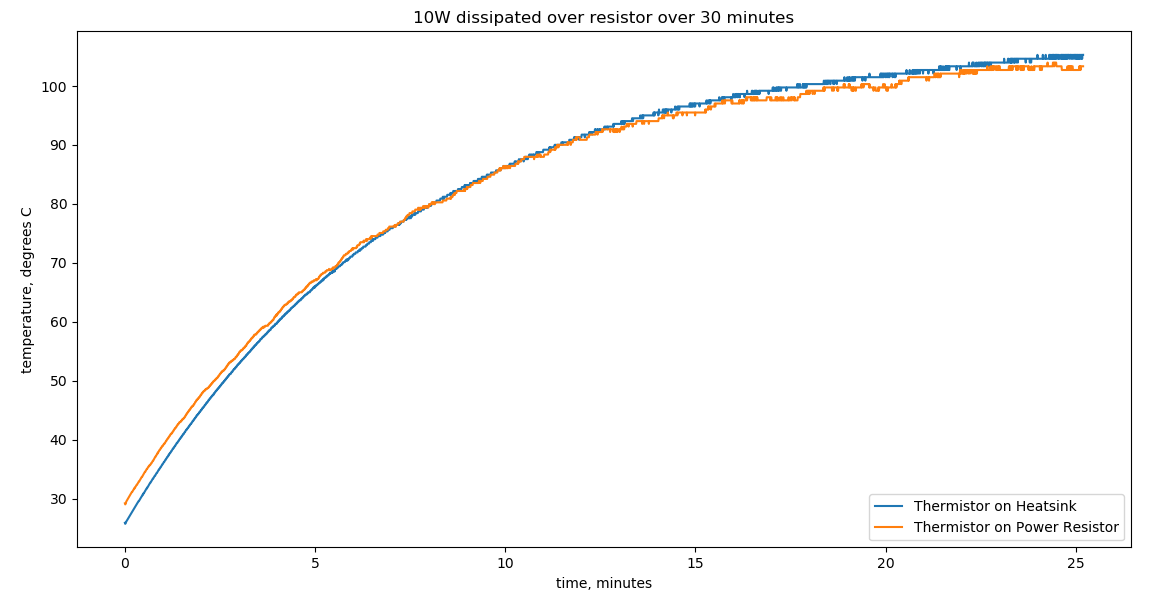 10W dissipated over resistor over 30 minutes
temperature, degrees C
100
90
80
70
60
50
40
30
Thermistor on Heatsink
Thermistor on Power Resistor
0 5 10 15 20 25
time, minutes